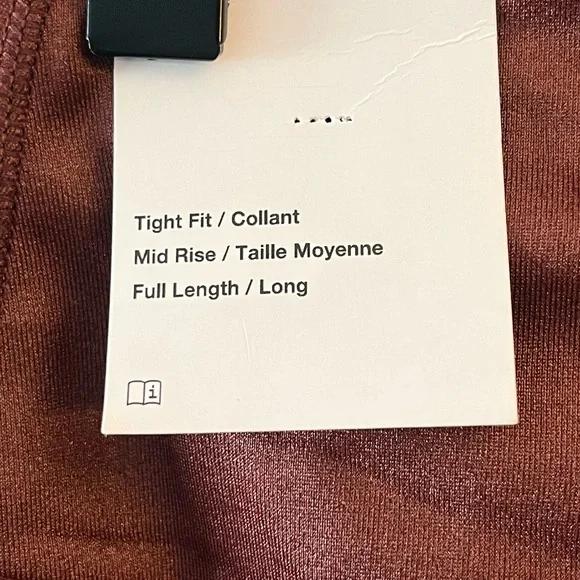 Tight Fit / Collant
Mid Rise / Taille Moyenne
Full Length / Long
i